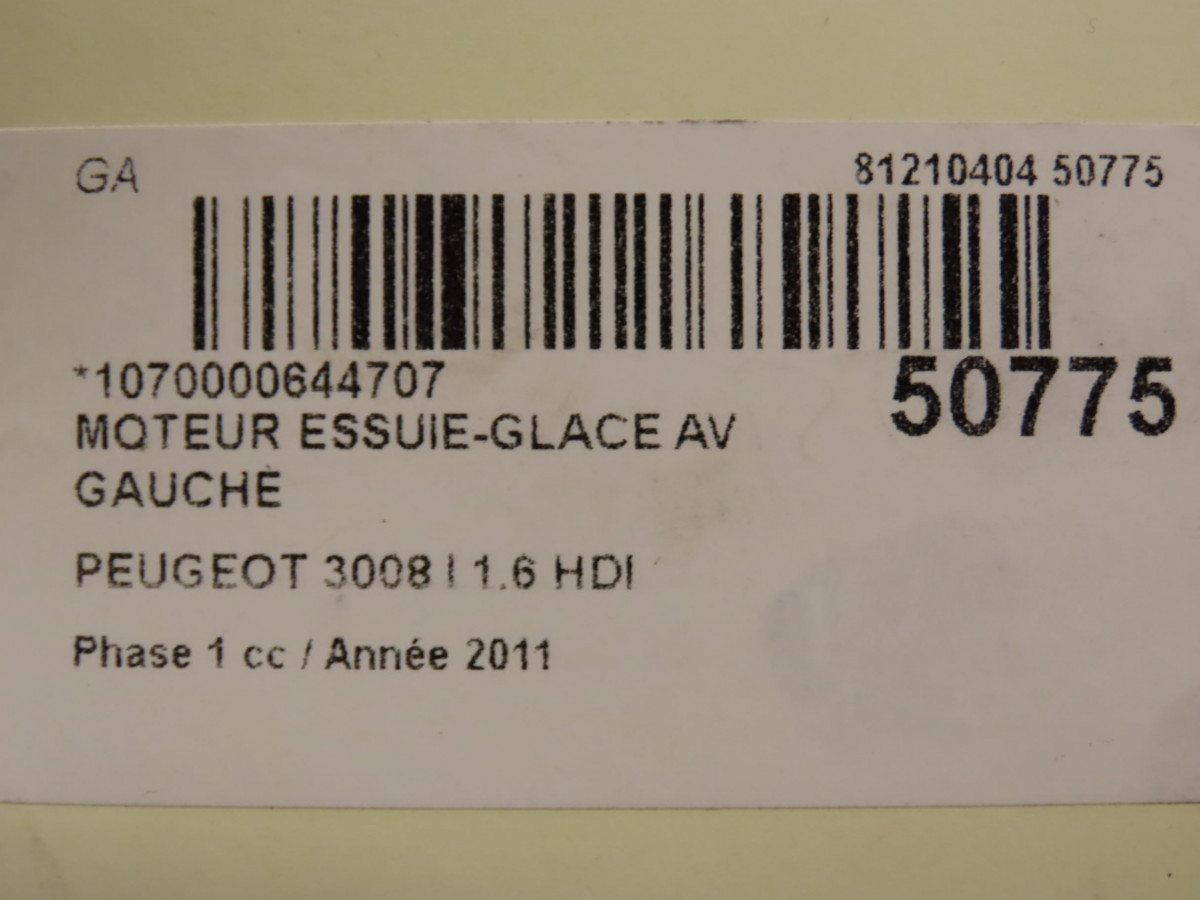 GA
81210404 50775
*1070000644707
50775
MOTEUR ESSUIE-GLACE AV
GAUCHE
PEUGEOT 3008 I 1.6 HDI
Phase 1 cc / Année 2011